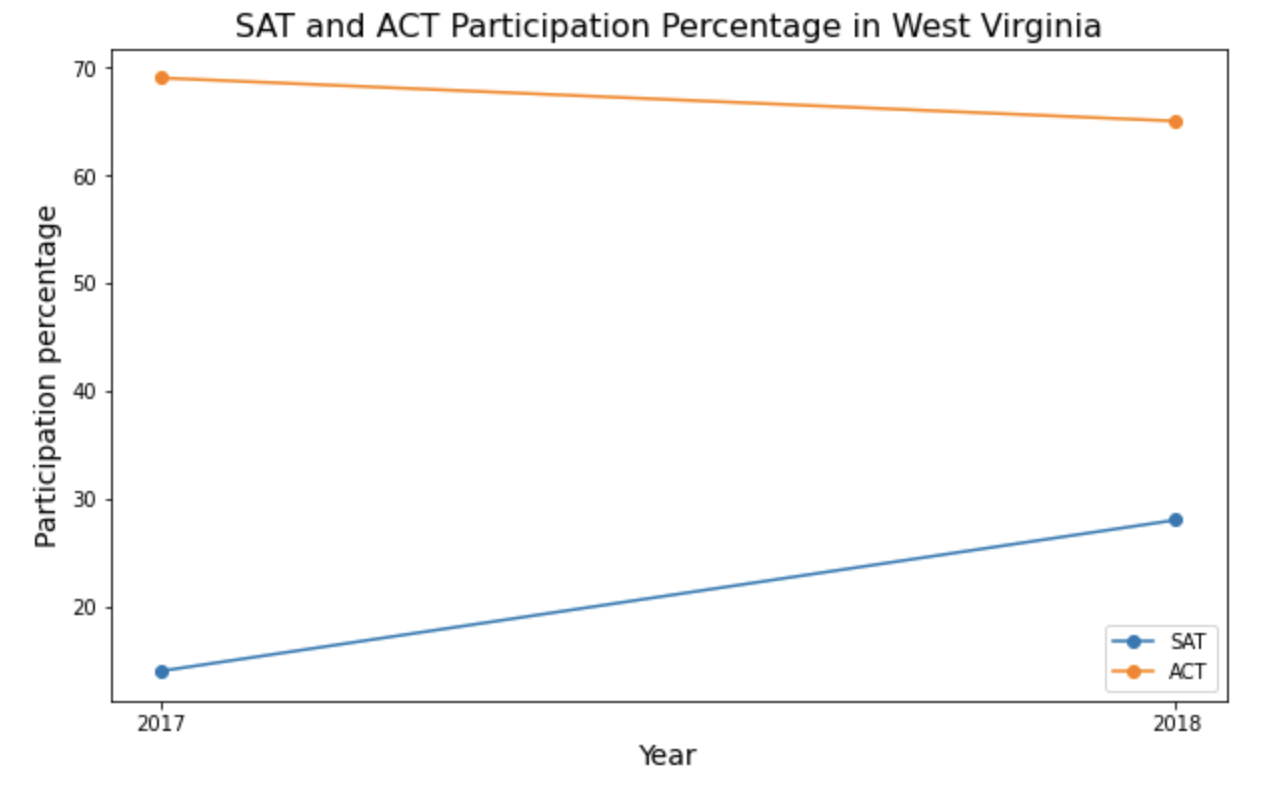 SAT and ACT Participation Percentage in West Virginia
Participation percentage
70
60
50
40
30
20
SAT
ACT
2017
2018
Year